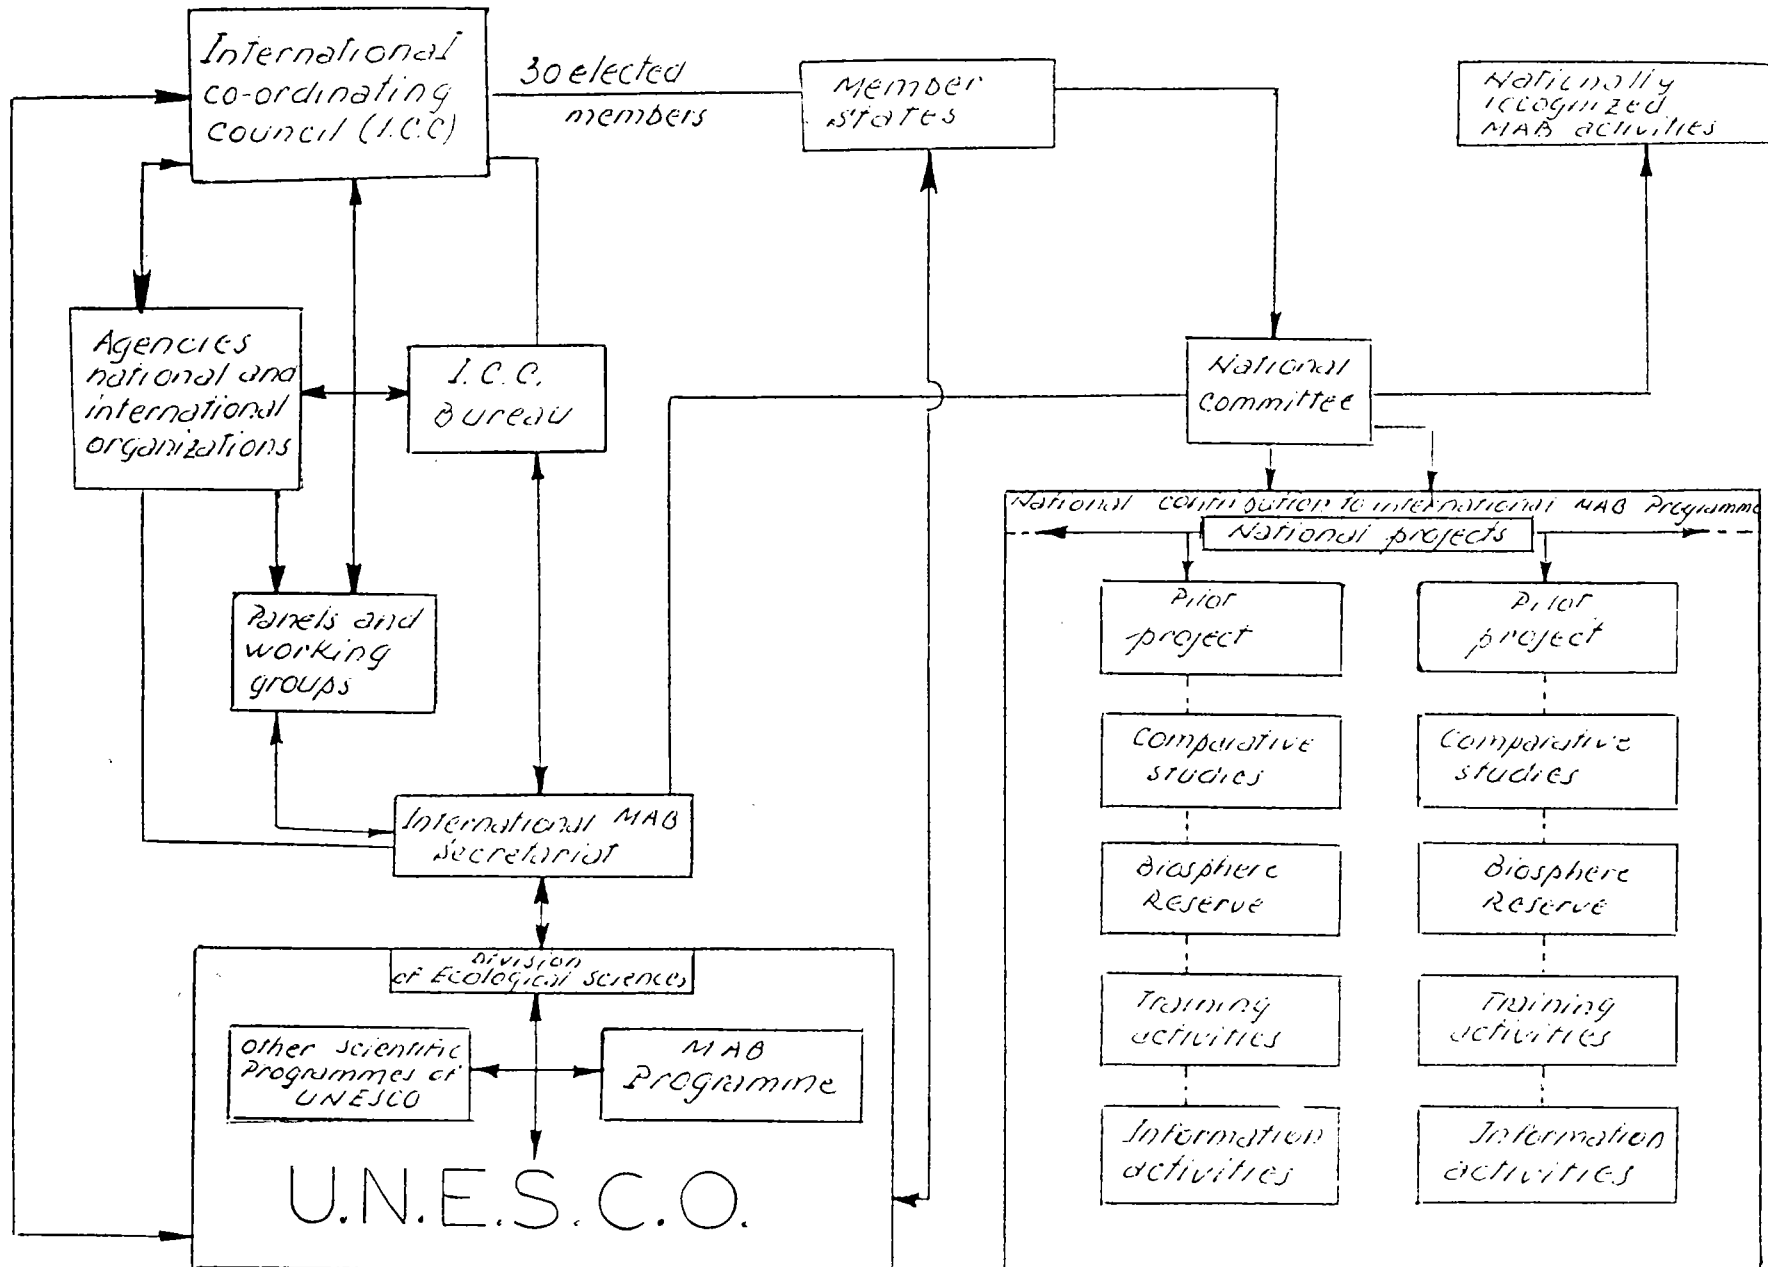 International
co-ordinating
council (I.C.C)
30 elected
members
Member
states
Nationally
recognized
MAB activities
Agencies
national and
international
organizations
I.C.C.
Bureau
National
committee
Panels and
working
groups
International MAB
Secretariat
Division
of Ecological Sciences
Other Scientific
Programmes of
UNESCO
MAB
Programme
U.N.E.S.C.O.
National contribution to international MAB Programme
National projects
Pilot
project
Comparative
studies
Biosphere
Reserve
Training
activities
Information
activities
Pilot
project
Comparative
studies
Biosphere
Reserve
Training
activities
Information
activities